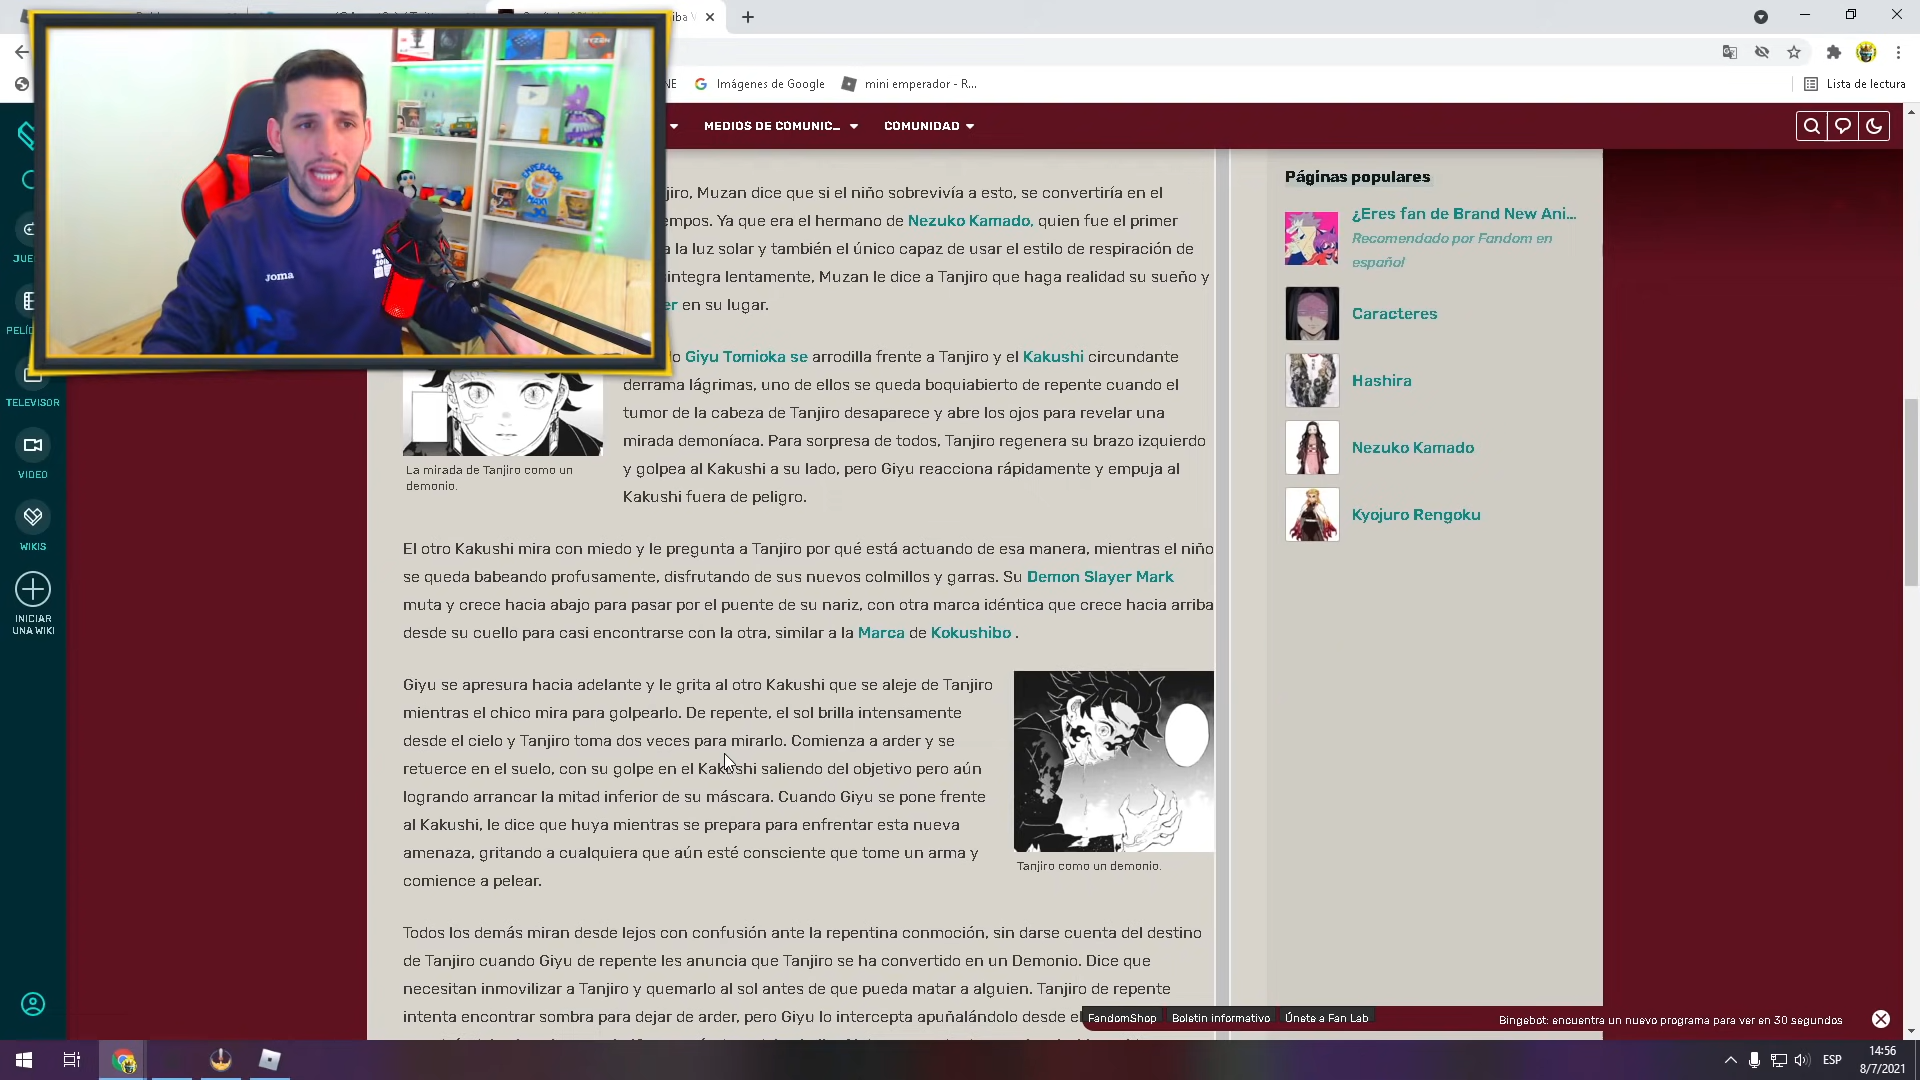 Imágenes de Google
mini emperador - R...
Lista de lectura
MEDIOS DE COMUNIC...
COMUNIDAD
RYZEN
EMPERADOR
MAXI
joma
JUE
PELÍC
TELEVISOR
VIDEO
WIKIS
INICIAR
UNA WIKI
jiro, Muzan dice que si el niño sobrevivía a esto, se convertiría en el
empos. Ya que era el hermano de Nezuko Kamado, quien fue el primer
a la luz solar y también el único capaz de usar el estilo de respiración de
integra lentamente, Muzan le dice a Tanjiro que haga realidad su sueño y
er en su lugar.
o Giyu Tomioka se arrodilla frente a Tanjiro y el Kakushi circundante
derrama lágrimas, uno de ellos se queda boquiabierto de repente cuando el
tumor de la cabeza de Tanjiro desaparece y abre los ojos para revelar una
mirada demoníaca. Para sorpresa de todos, Tanjiro regenera su brazo izquierdo
y golpea al Kakushi a su lado, pero Giyu reacciona rápidamente y empuja al
Kakushi fuera de peligro.
La mirada de Tanjiro como un
demonio.
El otro Kakushi mira con miedo y le pregunta a Tanjiro por qué está actuando de esa manera, mientras el niño
se queda babeando profusamente, disfrutando de sus nuevos colmillos y garras. Su Demon Slayer Mark
muta y crece hacia abajo para pasar por el puente de su nariz, con otra marca idéntica que crece hacia arriba
desde su cuello para casi encontrarse con la otra, similar a la Marca de Kokushibo .
Giyu se apresura hacia adelante y le grita al otro Kakushi que se aleje de Tanjiro
mientras el chico mira para golpearlo. De repente, el sol brilla intensamente
desde el cielo y Tanjiro toma dos veces para mirarlo. Comienza a arder y se
retuerce en el suelo, con su golpe en el Kakushi saliendo del objetivo pero aún
logrando arrancar la mitad inferior de su máscara. Cuando Giyu se pone frente
al Kakushi, le dice que huya mientras se prepara para enfrentar esta nueva
amenaza, gritando a cualquiera que aún esté consciente que tome un arma y
comience a pelear.
Tanjiro como un demonio.
Todos los demás miran desde lejos con confusión ante la repentina conmoción, sin darse cuenta del destino
de Tanjiro cuando Giyu de repente les anuncia que Tanjiro se ha convertido en un Demonio. Dice que
necesitan inmovilizar a Tanjiro y quemarlo al sol antes de que pueda matar a alguien. Tanjiro de repente
intenta encontrar sombra para dejar de arder, pero Giyu lo intercepta apuñalándolo desde el
Páginas populares
¿Eres fan de Brand New Ani...
Recomendado por Fandom en
español
Caracteres
Hashira
Nezuko Kamado
Kyojuro Rengoku
FandomShop
Boletin informativo
Únete a Fan Lab
Bingebot: encuentra un nuevo programa para ver en 30 segundos
ESP
14:56
8/7/2021